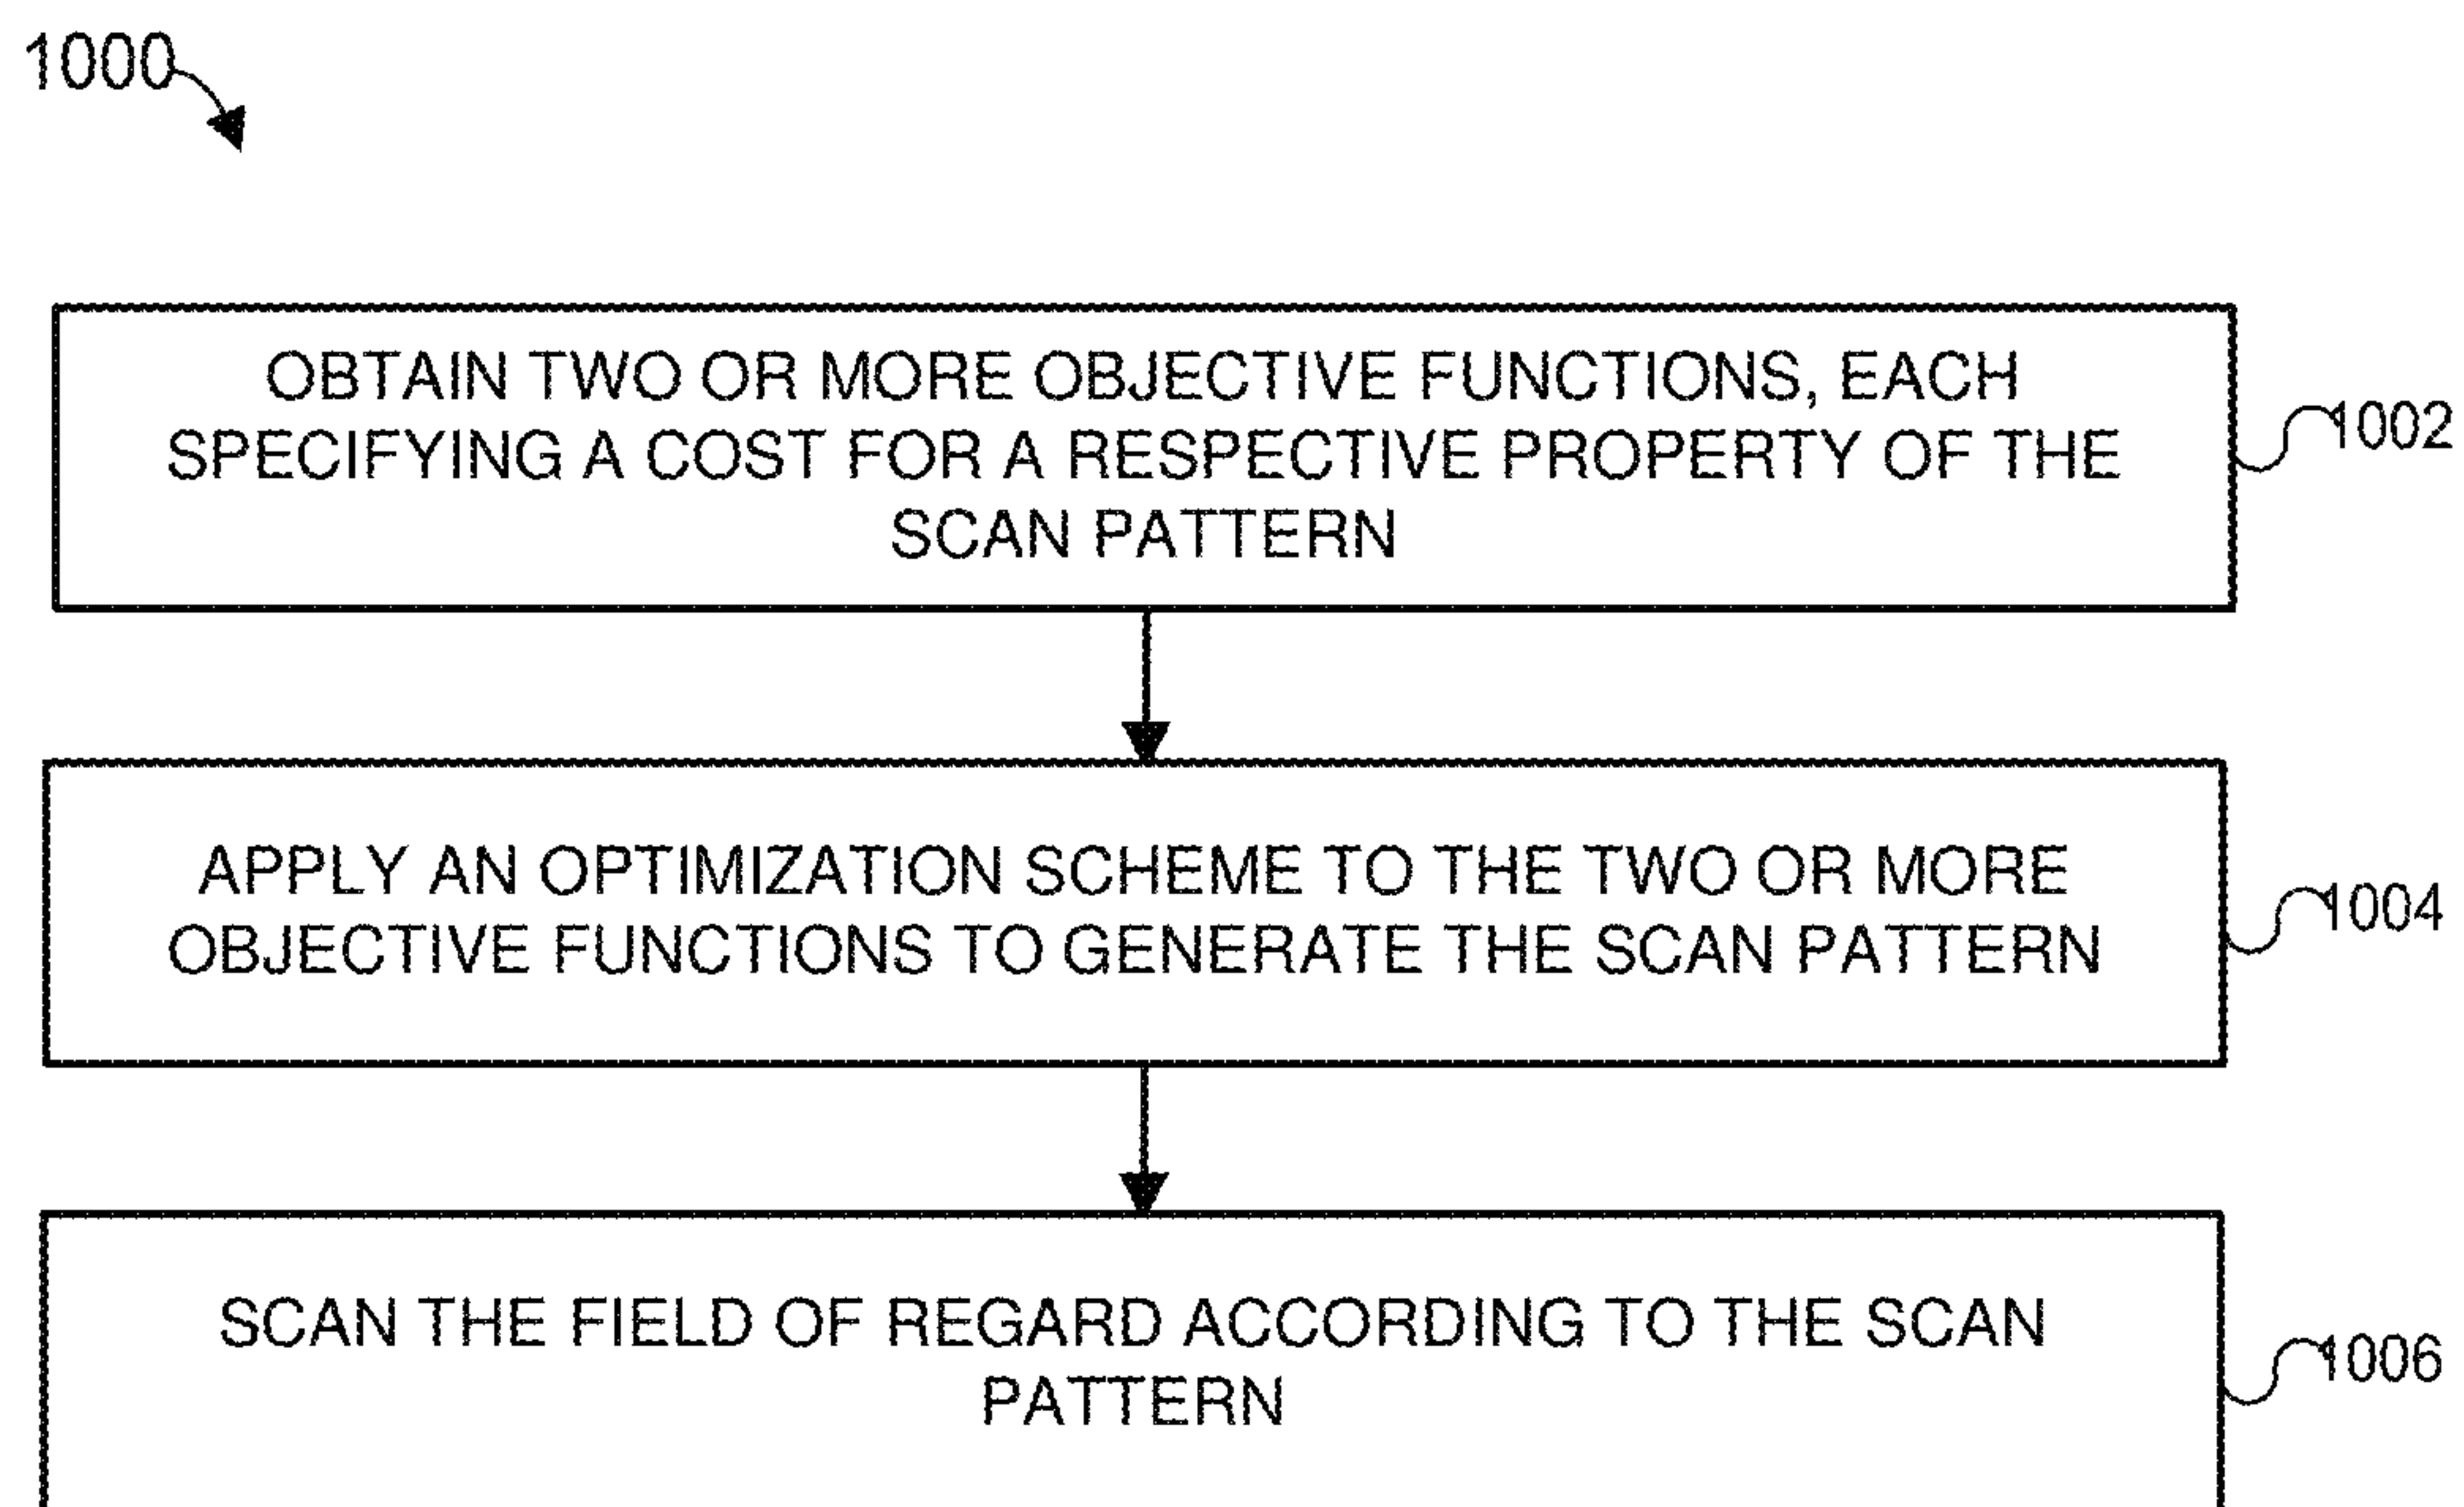 1000
OBTAIN TWO OR MORE OBJECTIVE FUNCTIONS, EACH
SPECIFYING A COST FOR A RESPECTIVE PROPERTY OF THE
SCAN PATTERN
1002
APPLY AN OPTIMIZATION SCHEME TO THE TWO OR MORE
OBJECTIVE FUNCTIONS TO GENERATE THE SCAN PATTERN
1004
SCAN THE FIELD OF REGARD ACCORDING TO THE SCAN
PATTERN
1006